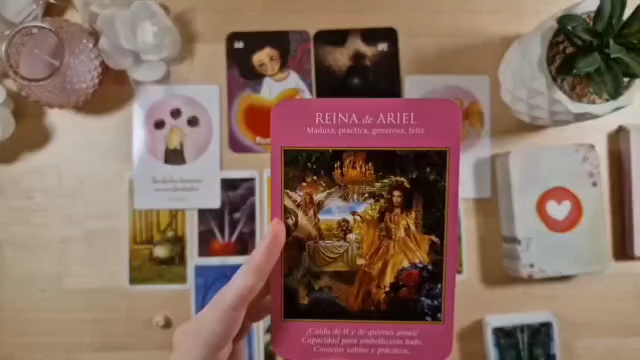 REINA de ARIEL
Madura, práctica, generosa, feliz
¡Cuida de ti y de quienes amas!
Capacidad para embellecerlo todo.
Consejos sabios y prácticos.